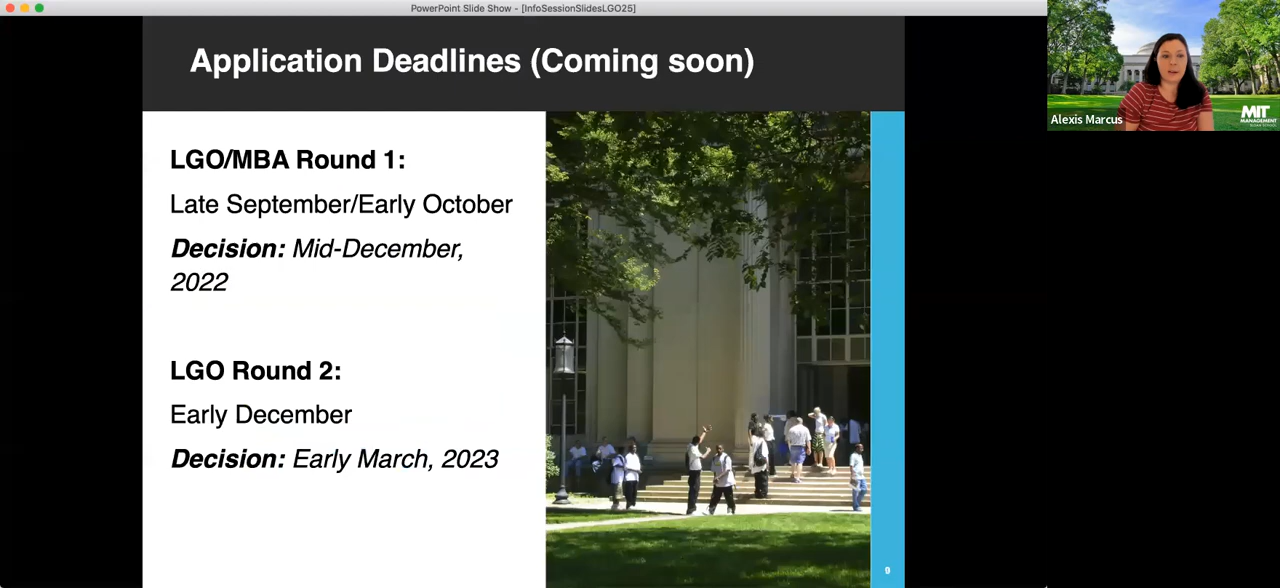 PowerPoint Slide Show - [InfoSessionSlidesLGO25]
Application Deadlines (Coming soon)
LGO/MBA Round 1:
Late September/Early October
Decision: Mid-December,
2022
LGO Round 2:
Early December
Decision: Early March, 2023
9
Alexis Marcus
MIT
MANAGEMENT